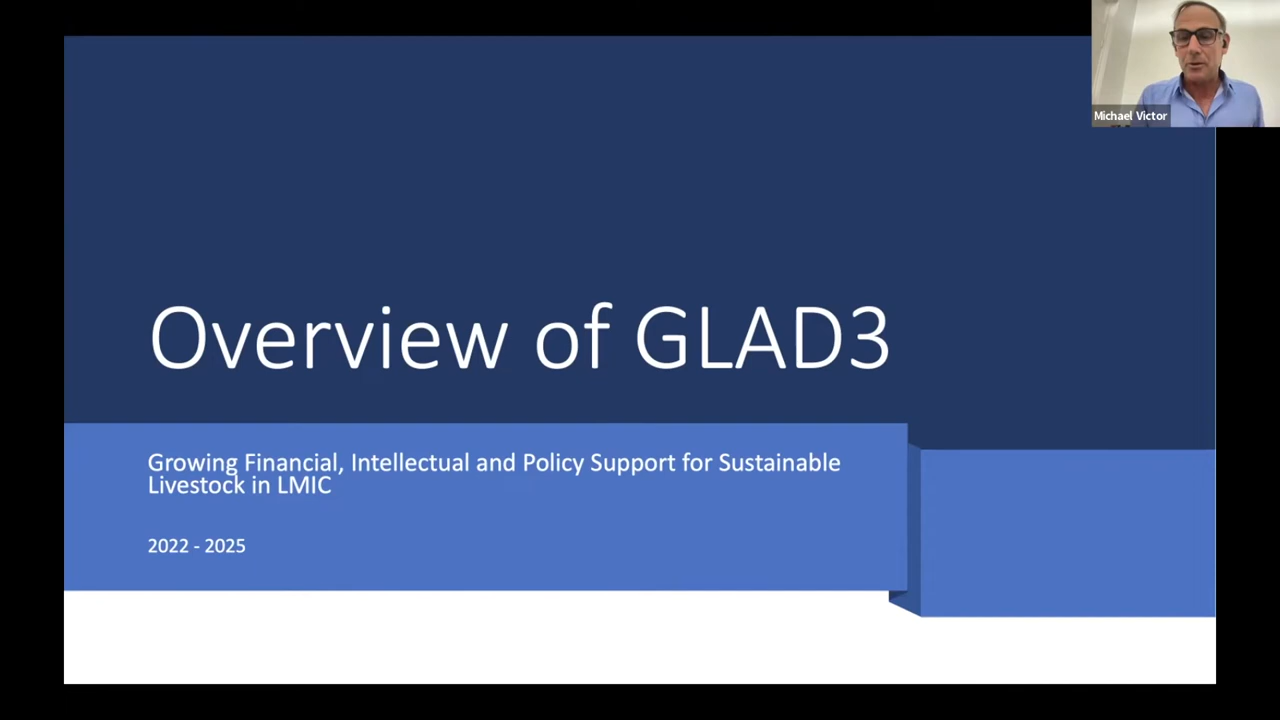 Michael Victor
Overview of GLAD3
Growing Financial, Intellectual and Policy Support for Sustainable
Livestock in LMIC
2022 - 2025